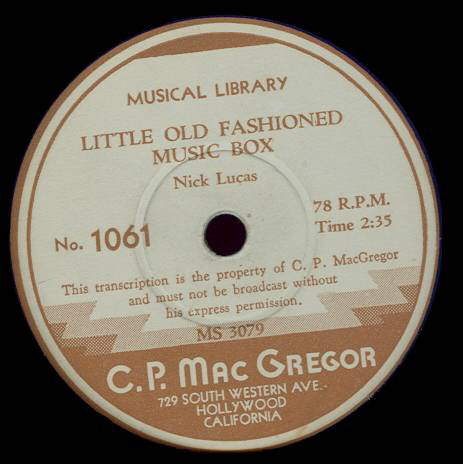 MUSICAL LIBRARY
LITTLE OLD FASHIONED
MUSIC BOX
Nick Lucas
No. 1061
78 R.P.M.
Time 2:35
This transcription is the property of C. P. MacGregor
and must not be broadcast without
his express permission.
MS 3079
C.P. MAC GREGOR
729 SOUTH WESTERN AVE.
HOLLYWOOD
CALIFORNIA